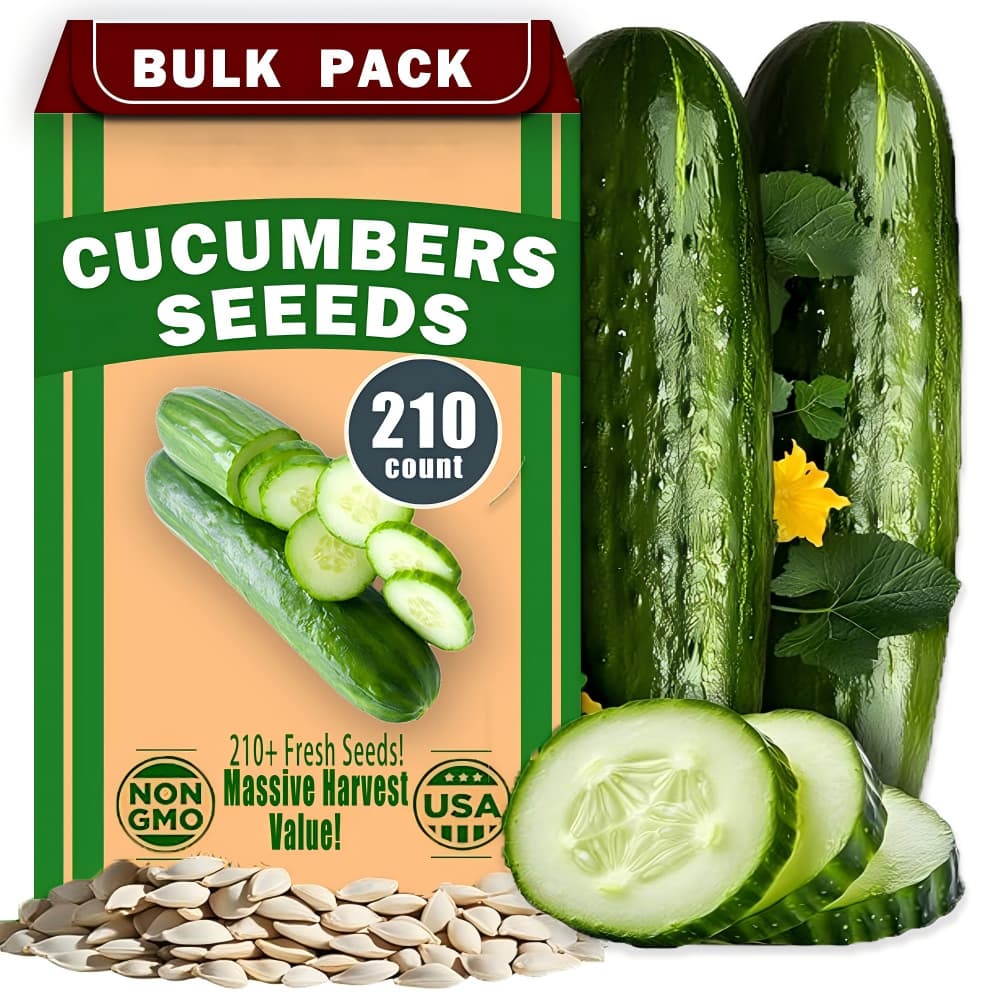 BULK PACK
CUCUMBERS
SEEEDS
210
count
210+ Fresh Seeds!
Massive Harvest
Value!
NON
GMO
USA